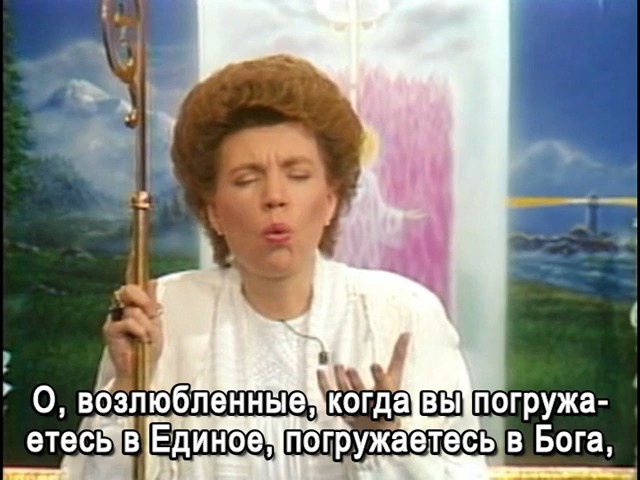 О, возлюбленные, когда вы погружа-
етесь в Единое, погружаетесь в Бога,